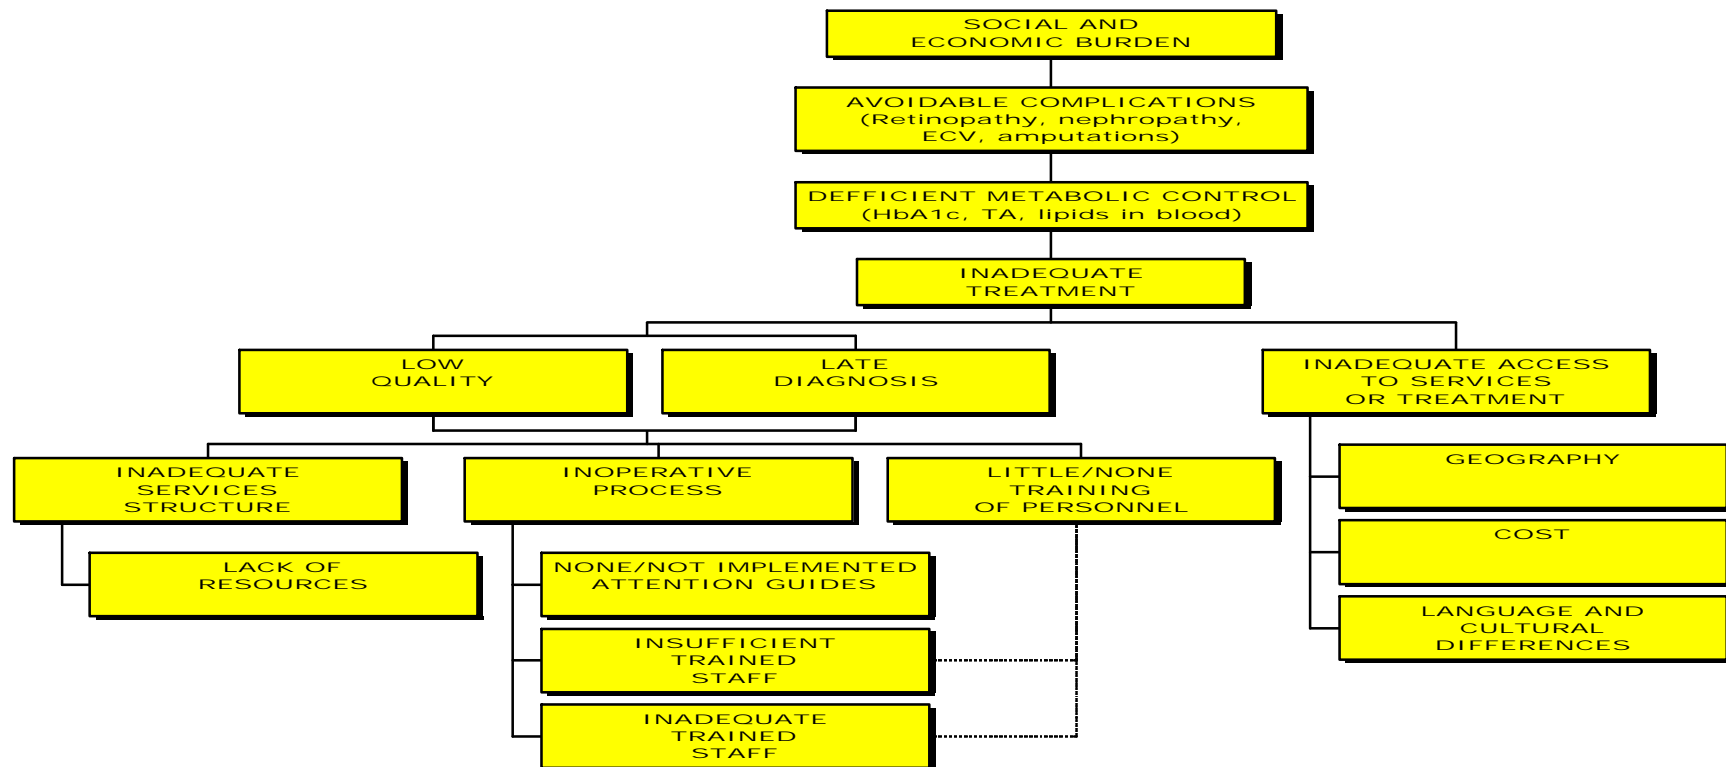 SOCIAL AND
ECONOMIC BURDEN
AVOIDABLE COMPLICATIONS
(Retinopathy, nephropathy,
ECV, amputations)
DEFFICIENT METABOLIC CONTROL
(HbA1c, TA, lipids in blood)
INADEQUATE
TREATMENT
LOW
QUALITY
LATE
DIAGNOSIS
INADEQUATE ACCESS
TO SERVICES
OR TREATMENT
INADEQUATE
SERVICES
STRUCTURE
LACK OF
RESOURCES
INOPERATIVE
PROCESS
NONE/NOT IMPLEMENTED
ATTENTION GUIDES
INSUFFICIENT
TRAINED
STAFF
INADEQUATE
TRAINED
STAFF
LITTLE/NONE
TRAINING
OF PERSONNEL
GEOGRAPHY
COST
LANGUAGE AND
CULTURAL
DIFFERENCES